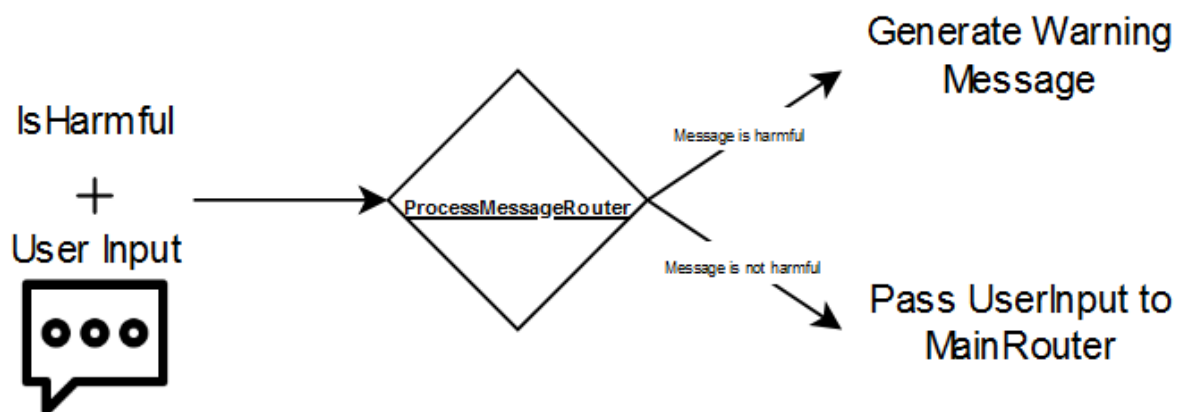 IsHarmful
+
User Input
ProcessMessageRouter
Message is harmful
Message is not harmful
Generate Warning
Message
Pass UserInput to
MainRouter